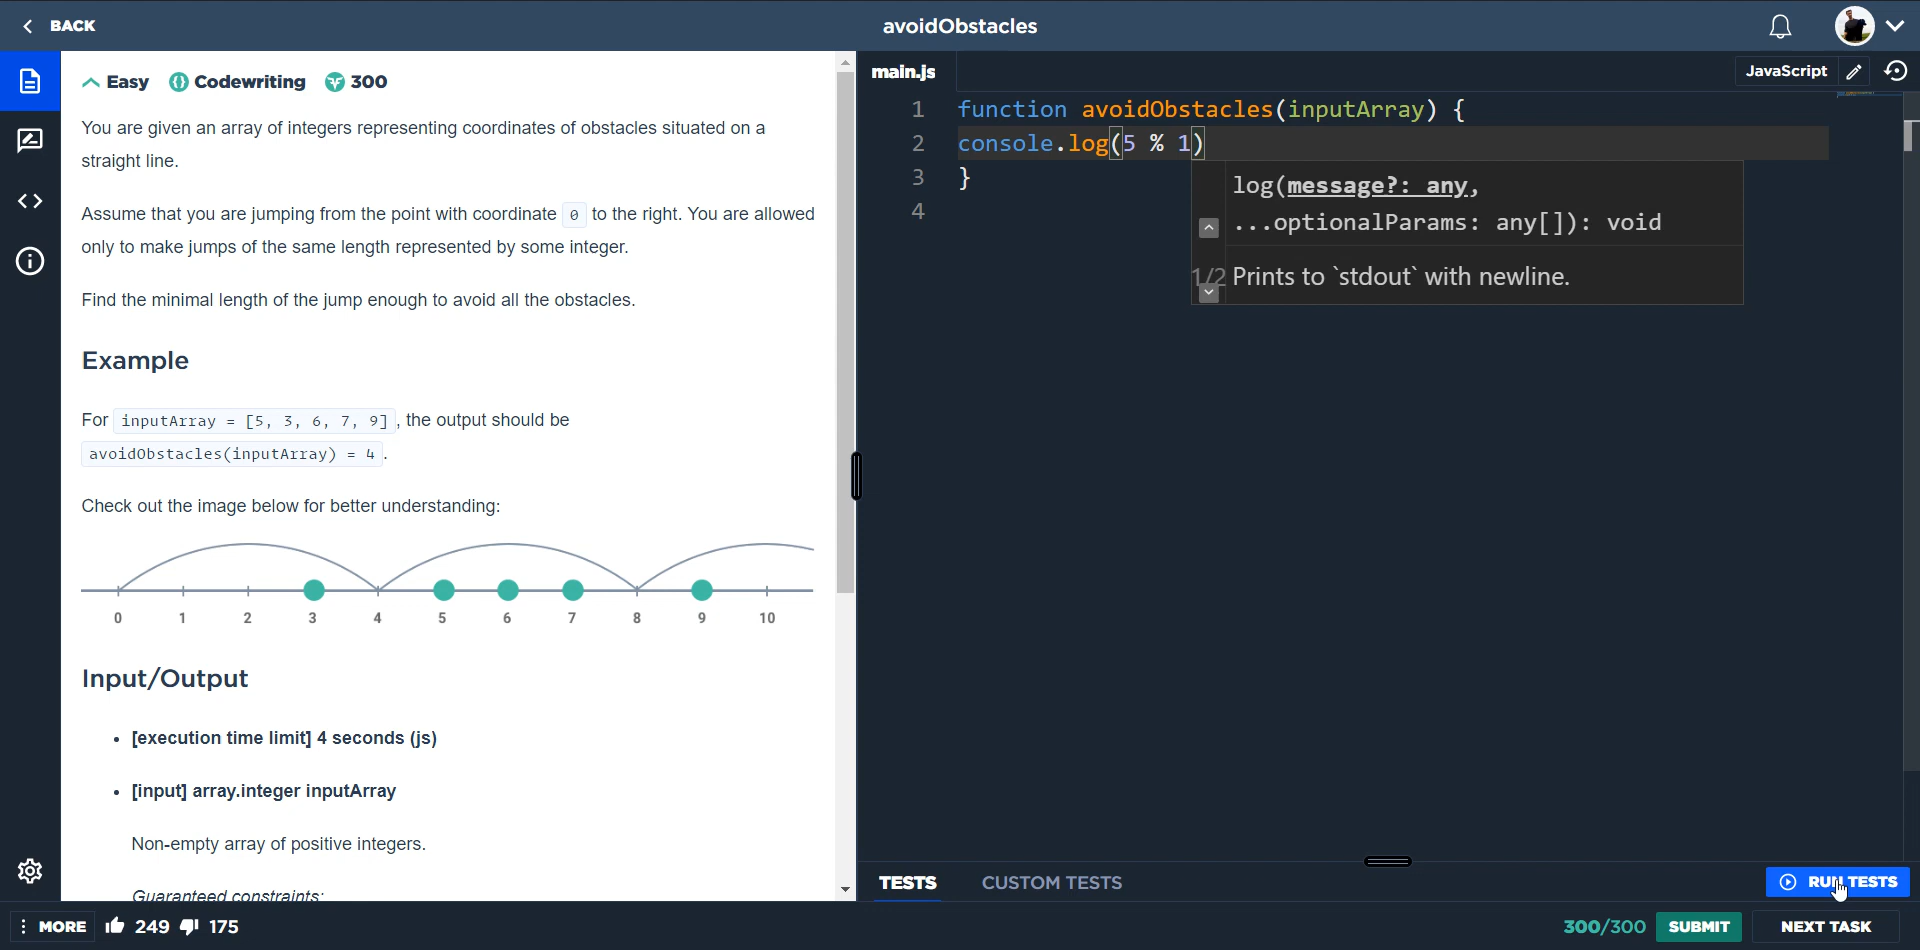 BACK
avoidObstacles
Easy Codewriting 300
You are given an array of integers representing coordinates of obstacles situated on a
straight line.
Assume that you are jumping from the point with coordinate 0 to the right. You are allowed
only to make jumps of the same length represented by some integer.
Find the minimal length of the jump enough to avoid all the obstacles.
Example
For inputArray = [5, 3, 6, 7, 9], the output should be
avoidObstacles(inputArray) = 4.
Check out the image below for better understanding:
0 1 2 3 4 5 6 7 8 9 10
Input/Output
• [execution time limit] 4 seconds (js)
• [input] array.integer inputArray
Non-empty array of positive integers.
Guaranteed constraints:
MORE 249 175
main.js
JavaScript
1 function avoidObstacles(inputArray) {
2 console.log(5 % 1)
3 }
4
log(message?: any,
...optionalParams: any[]): void
1/2 Prints to `stdout` with newline.
TESTS CUSTOM TESTS
RUN TESTS
300/300 SUBMIT NEXT TASK